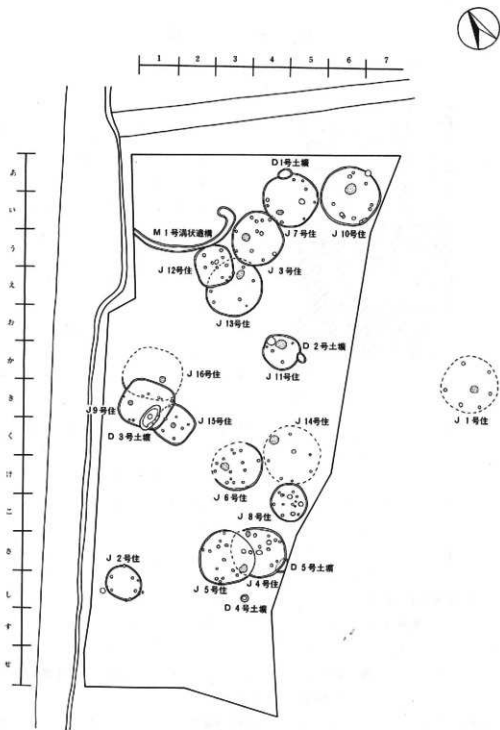 1 2 3 4 5 6 7
あ
い
う
え
お
か
き
く
け
こ
さ
し
す
せ
D1号土壙
M1号溝状遺構
J7号住
J10号住
J12号住
J3号住
J13号住
D2号土壙
J11号住
J16号住
J9号住
J15号住
D3号土壙
J14号住
J1号住
J6号住
J8号住
J2号住
J5号住
J4号住
D5号土壙
D4号土壙